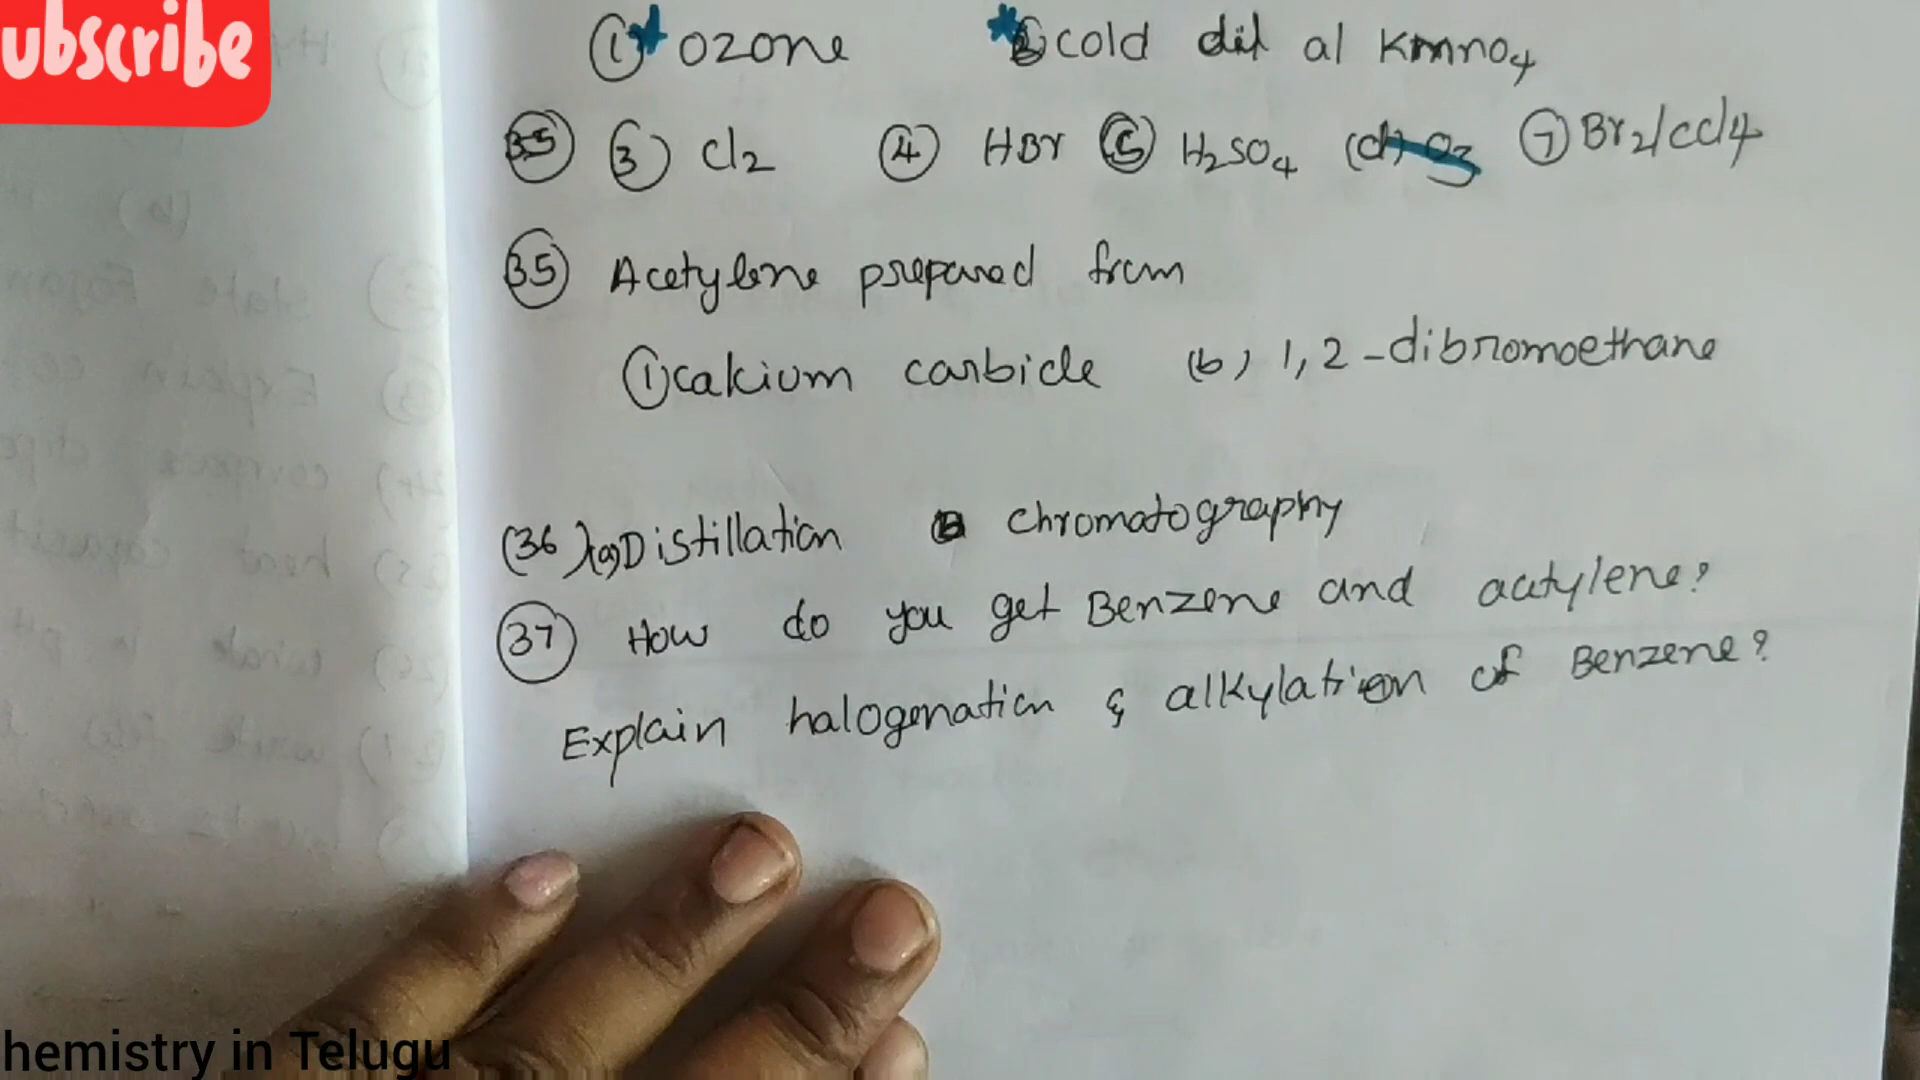 ubscribe
① ozone ② cold dil al KMnO4
35 ③ Cl2 ④ HBr ⑤ H2SO4 (d) O3 ⑦ Br2/CCl4
35 Acetylene prepared from
① calcium carbide (b) 1,2-dibromoethane
(36) (a) Distillation B chromatography
37 How do you get Benzene and acetylene?
Explain halogenation & alkylation of Benzene?
hemistry in Telugu